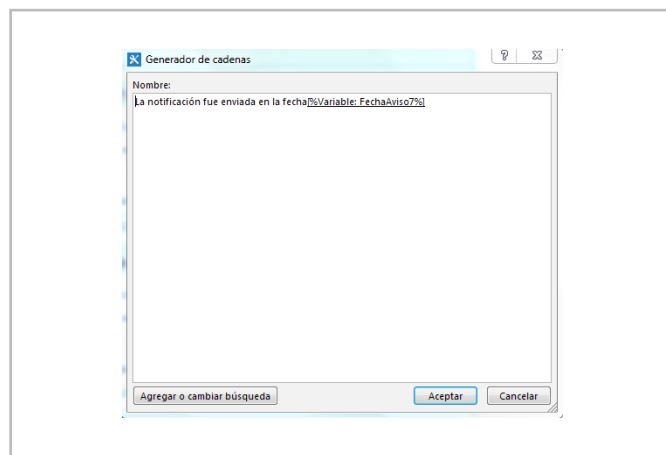 Generador de cadenas
Nombre:
La notificación fue enviada en la fecha[%Variable: FechaAviso7%]
Agregar o cambiar búsqueda Aceptar Cancelar